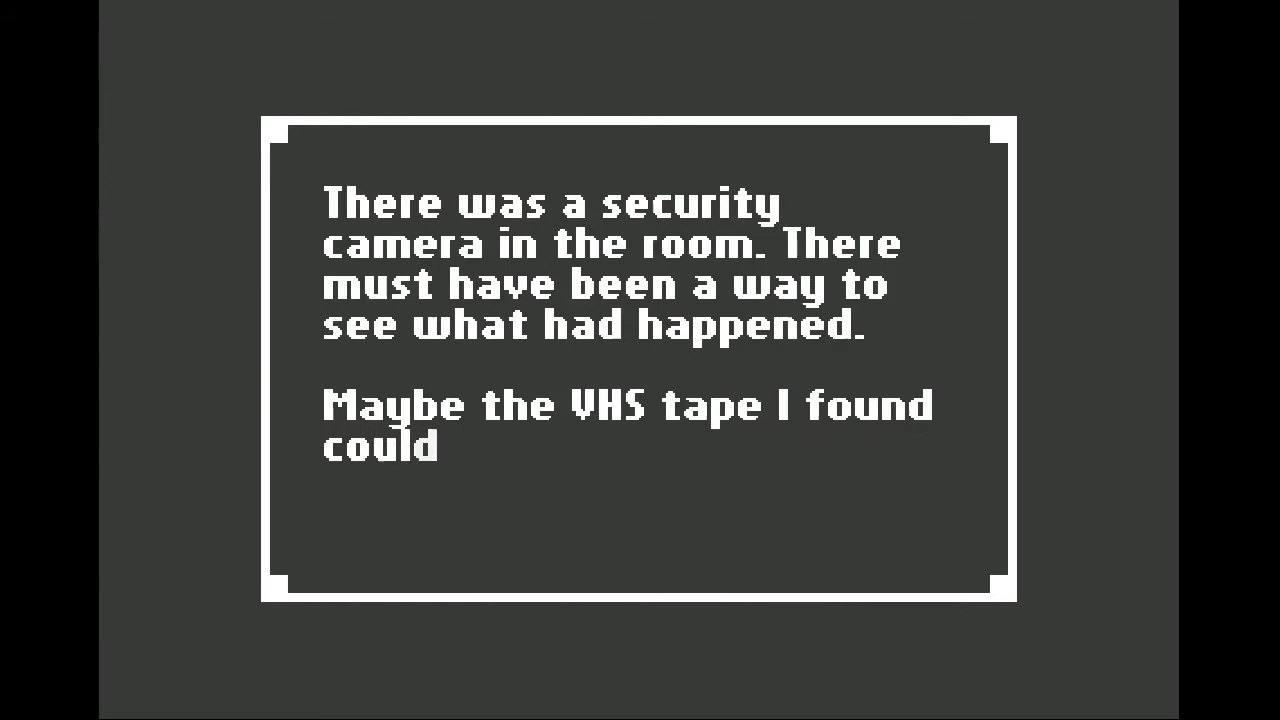 There was a security
camera in the room. There
must have been a way to
see what had happened.
Maybe the VHS tape I found
could